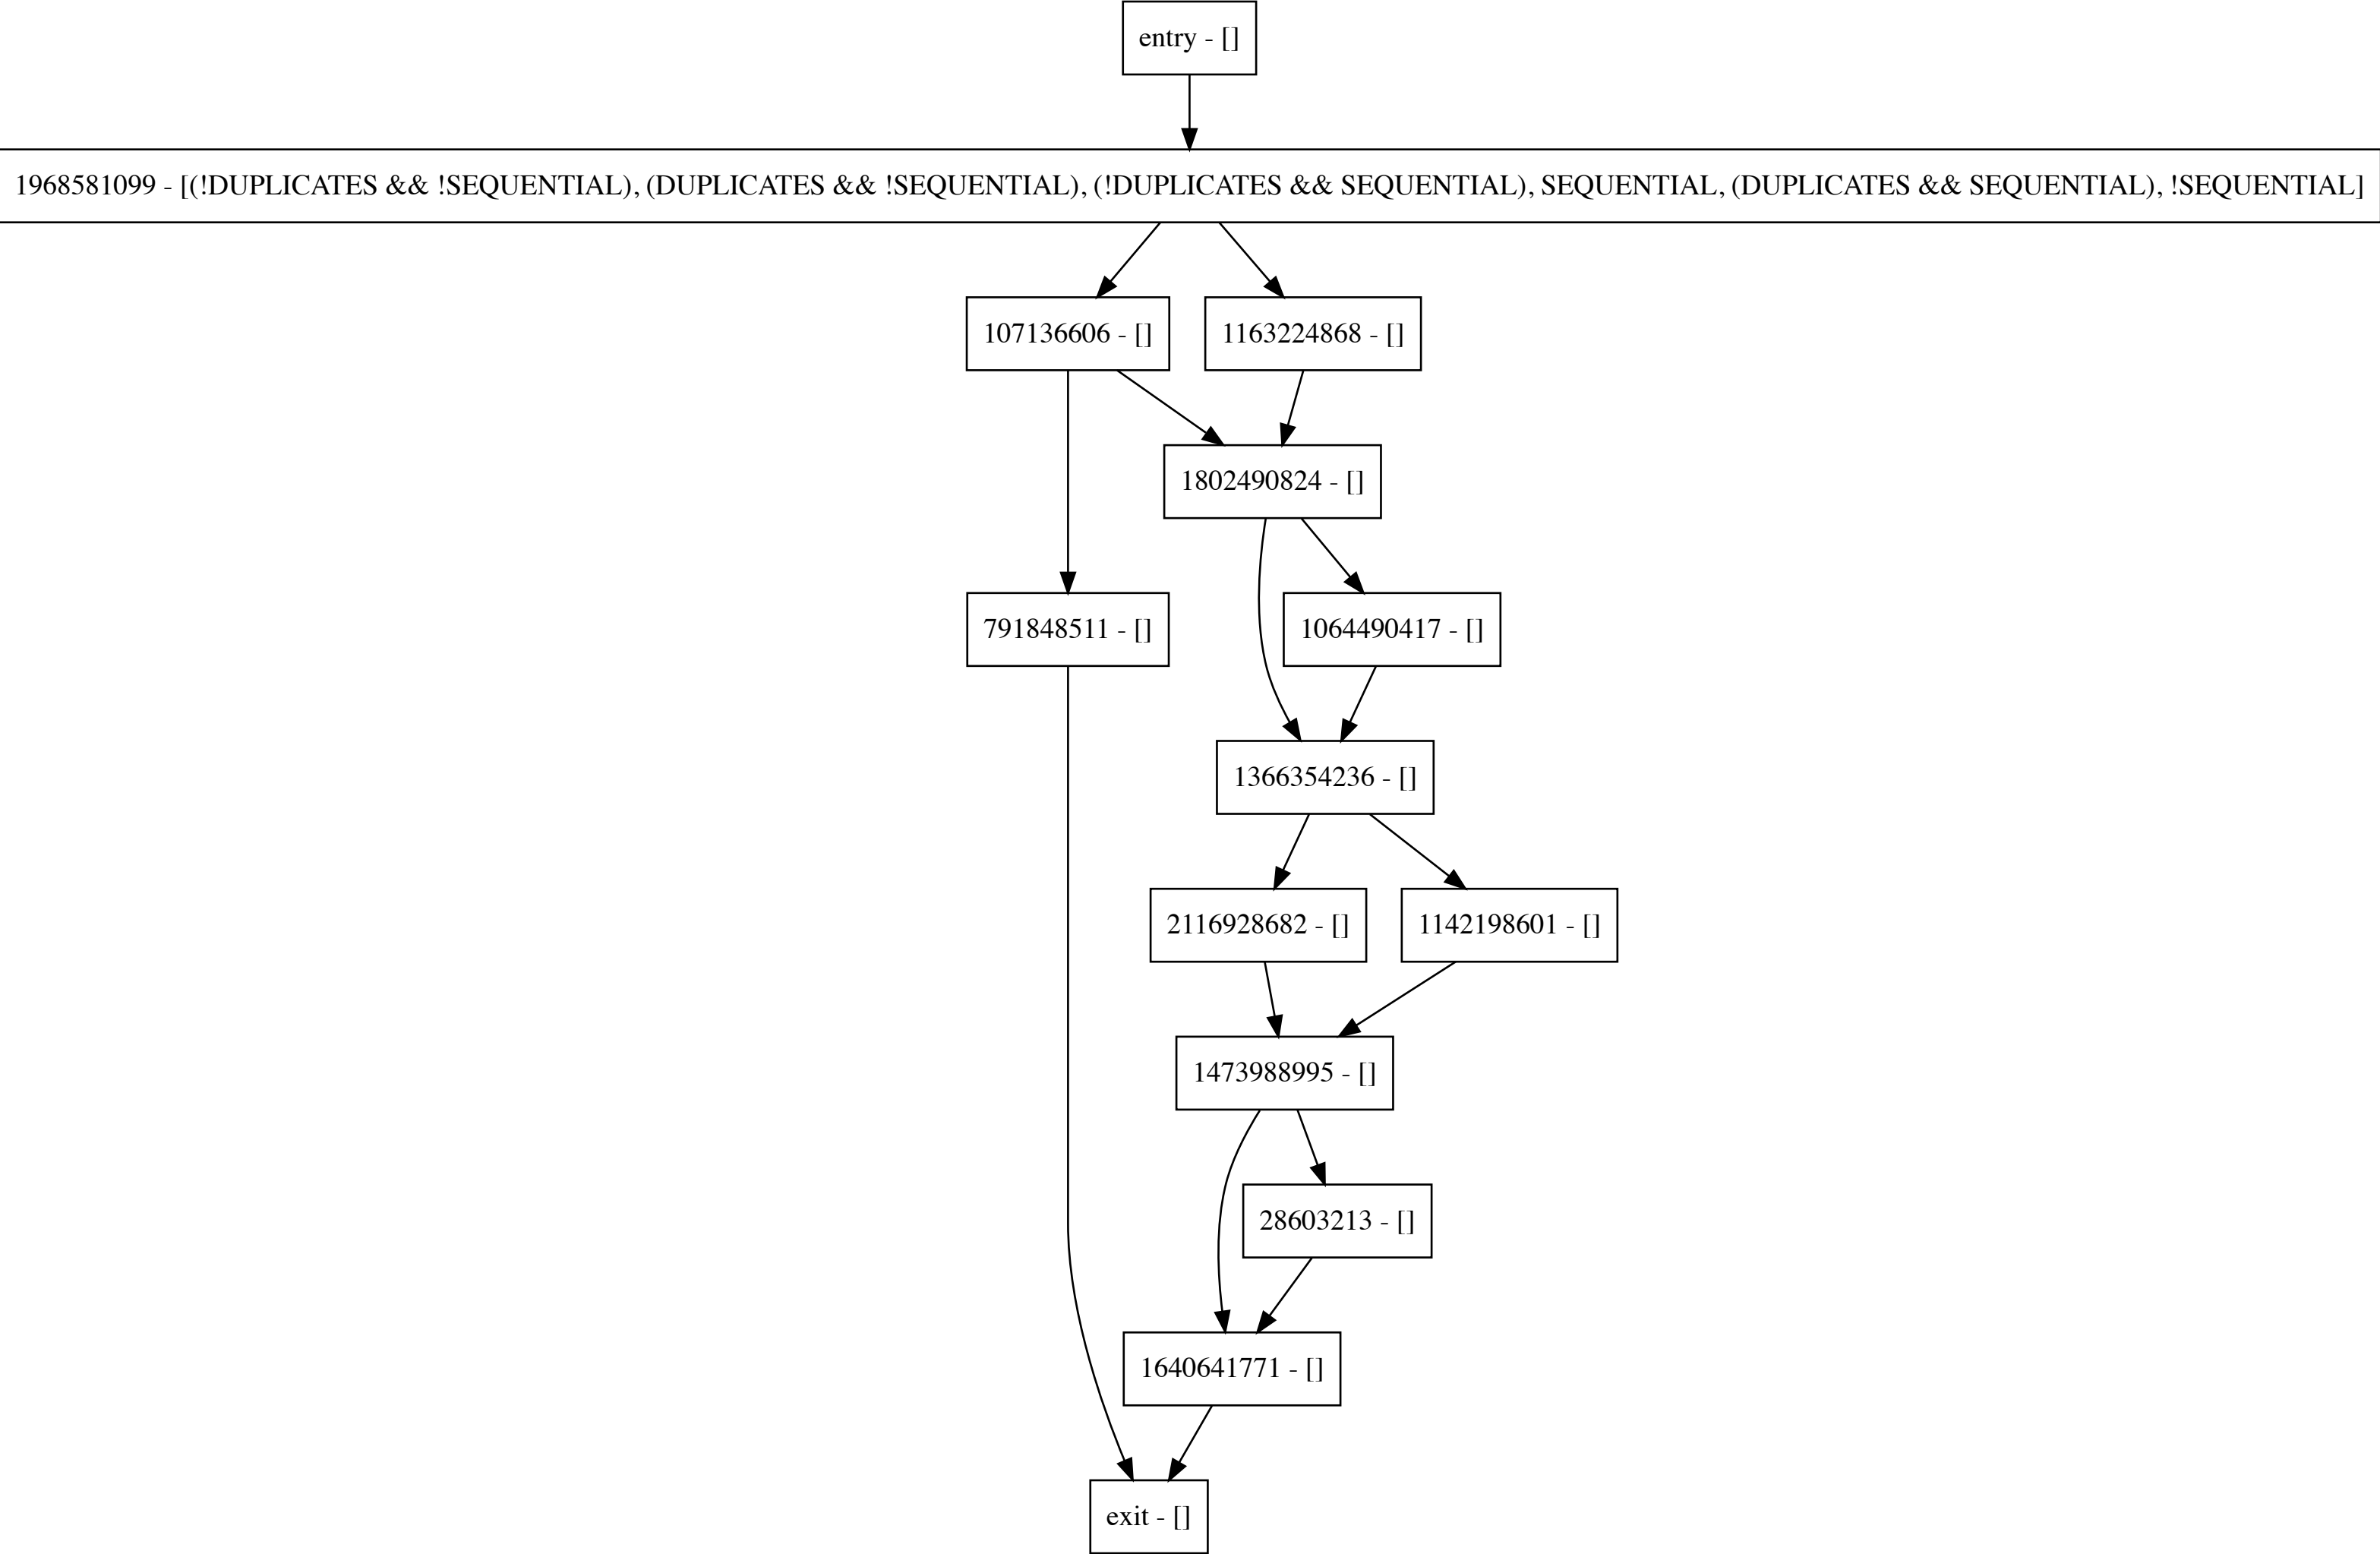 entry - []
1968581099 - [(!DUPLICATES && !SEQUENTIAL), (DUPLICATES && !SEQUENTIAL), (!DUPLICATES && SEQUENTIAL), SEQUENTIAL, (DUPLICATES && SEQUENTIAL), !SEQUENTIAL]
107136606 - []
1163224868 - []
1802490824 - []
791848511 - []
1064490417 - []
1366354236 - []
2116928682 - []
1142198601 - []
1473988995 - []
28603213 - []
1640641771 - []
exit - []